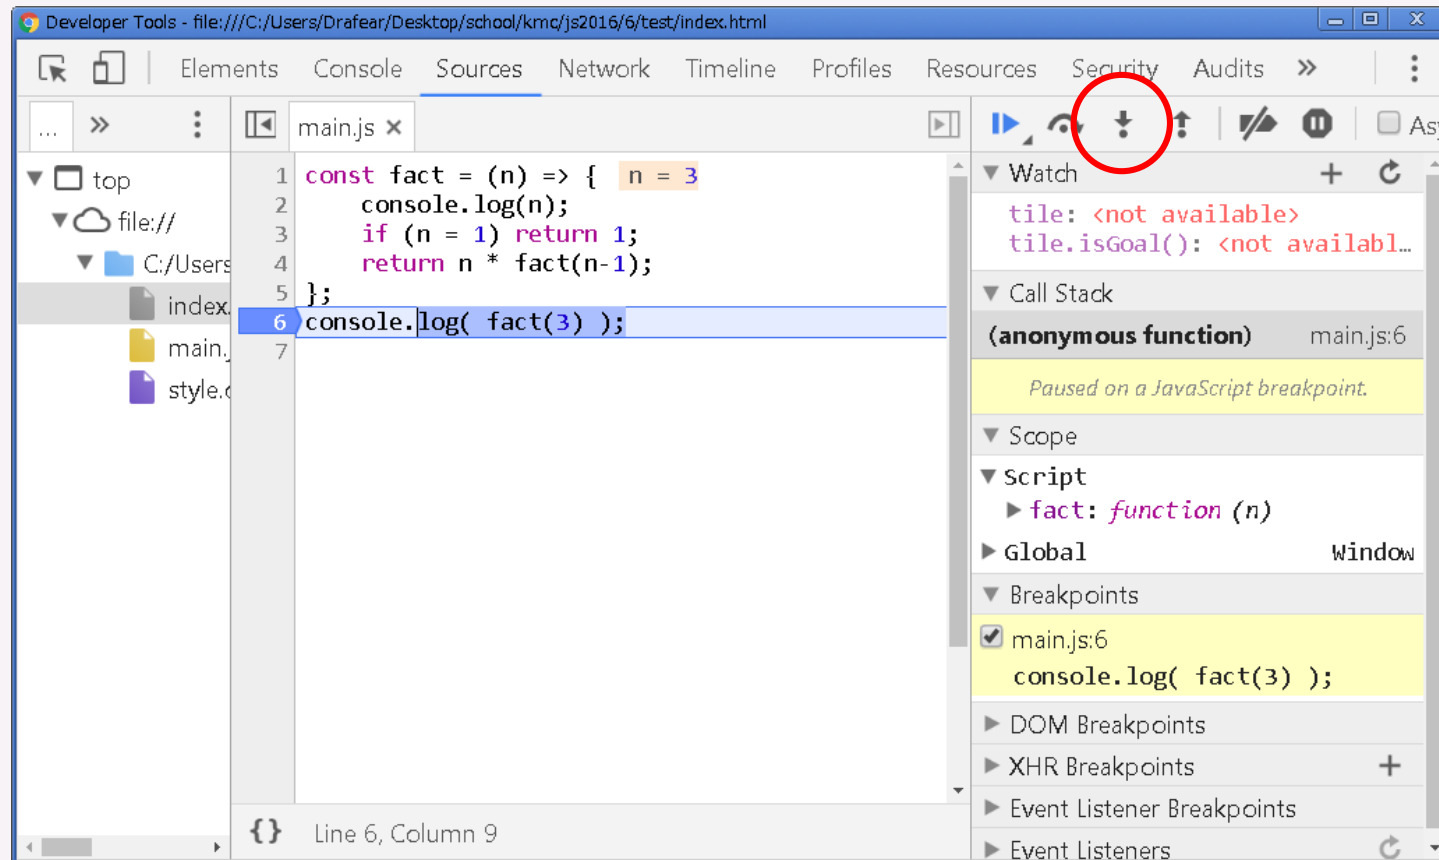 Developer Tools - file:///C:/Users/Drafear/Desktop/school/kmc/js2016/6/test/index.html
Elements Console Sources Network Timeline Profiles Resources Security Audits »
... »
main.js ×
top
file://
C:/Users
index.
main.
style.
1 const fact = (n) => { n = 3
2 console.log(n);
3 if (n = 1) return 1;
4 return n * fact(n-1);
5 };
6 console.log( fact(3) );
7
{} Line 6, Column 9
Asy
Watch
tile: <not available>
tile.isGoal(): <not availabl…
Call Stack
(anonymous function) main.js:6
Paused on a JavaScript breakpoint.
Scope
Script
fact: function (n)
Global Window
Breakpoints
main.js:6
console.log( fact(3) );
DOM Breakpoints
XHR Breakpoints
Event Listener Breakpoints
Event Listeners